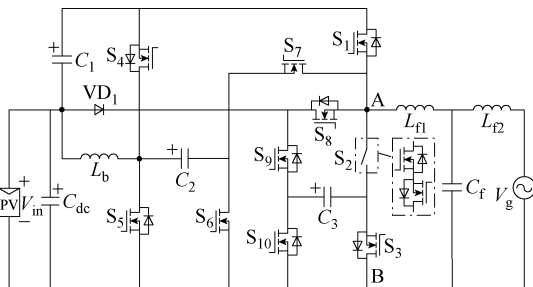 S7
S1
S4
C1
VD1
A
S8
Lf1
Lf2
S9
S2
Lb
C2
PV
Vin
Cdc
S5
S6
C3
Cf
Vg
S10
S3
B